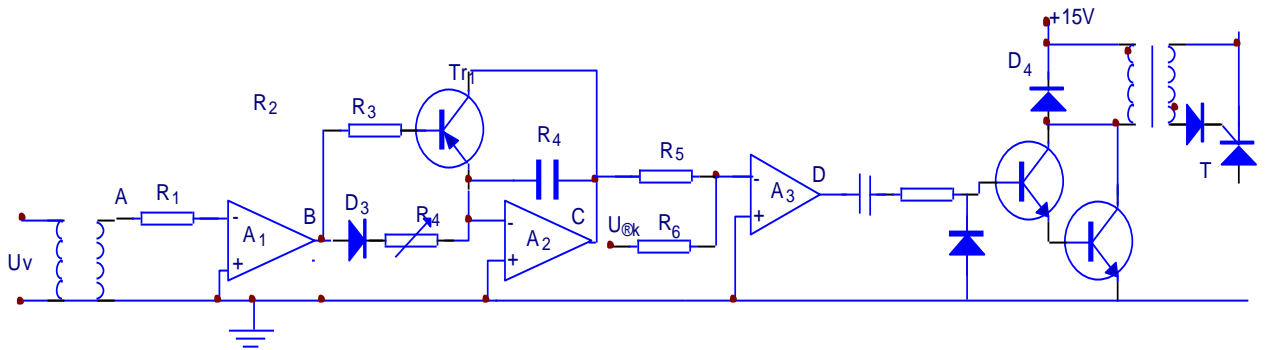 +15V
D4
Tr1
R2
R3
R4
R5
A
R1
B
D3
R4
C
D
A1
A2
A3
U®k
R6
T
Uv
-
+
-
+
-
+